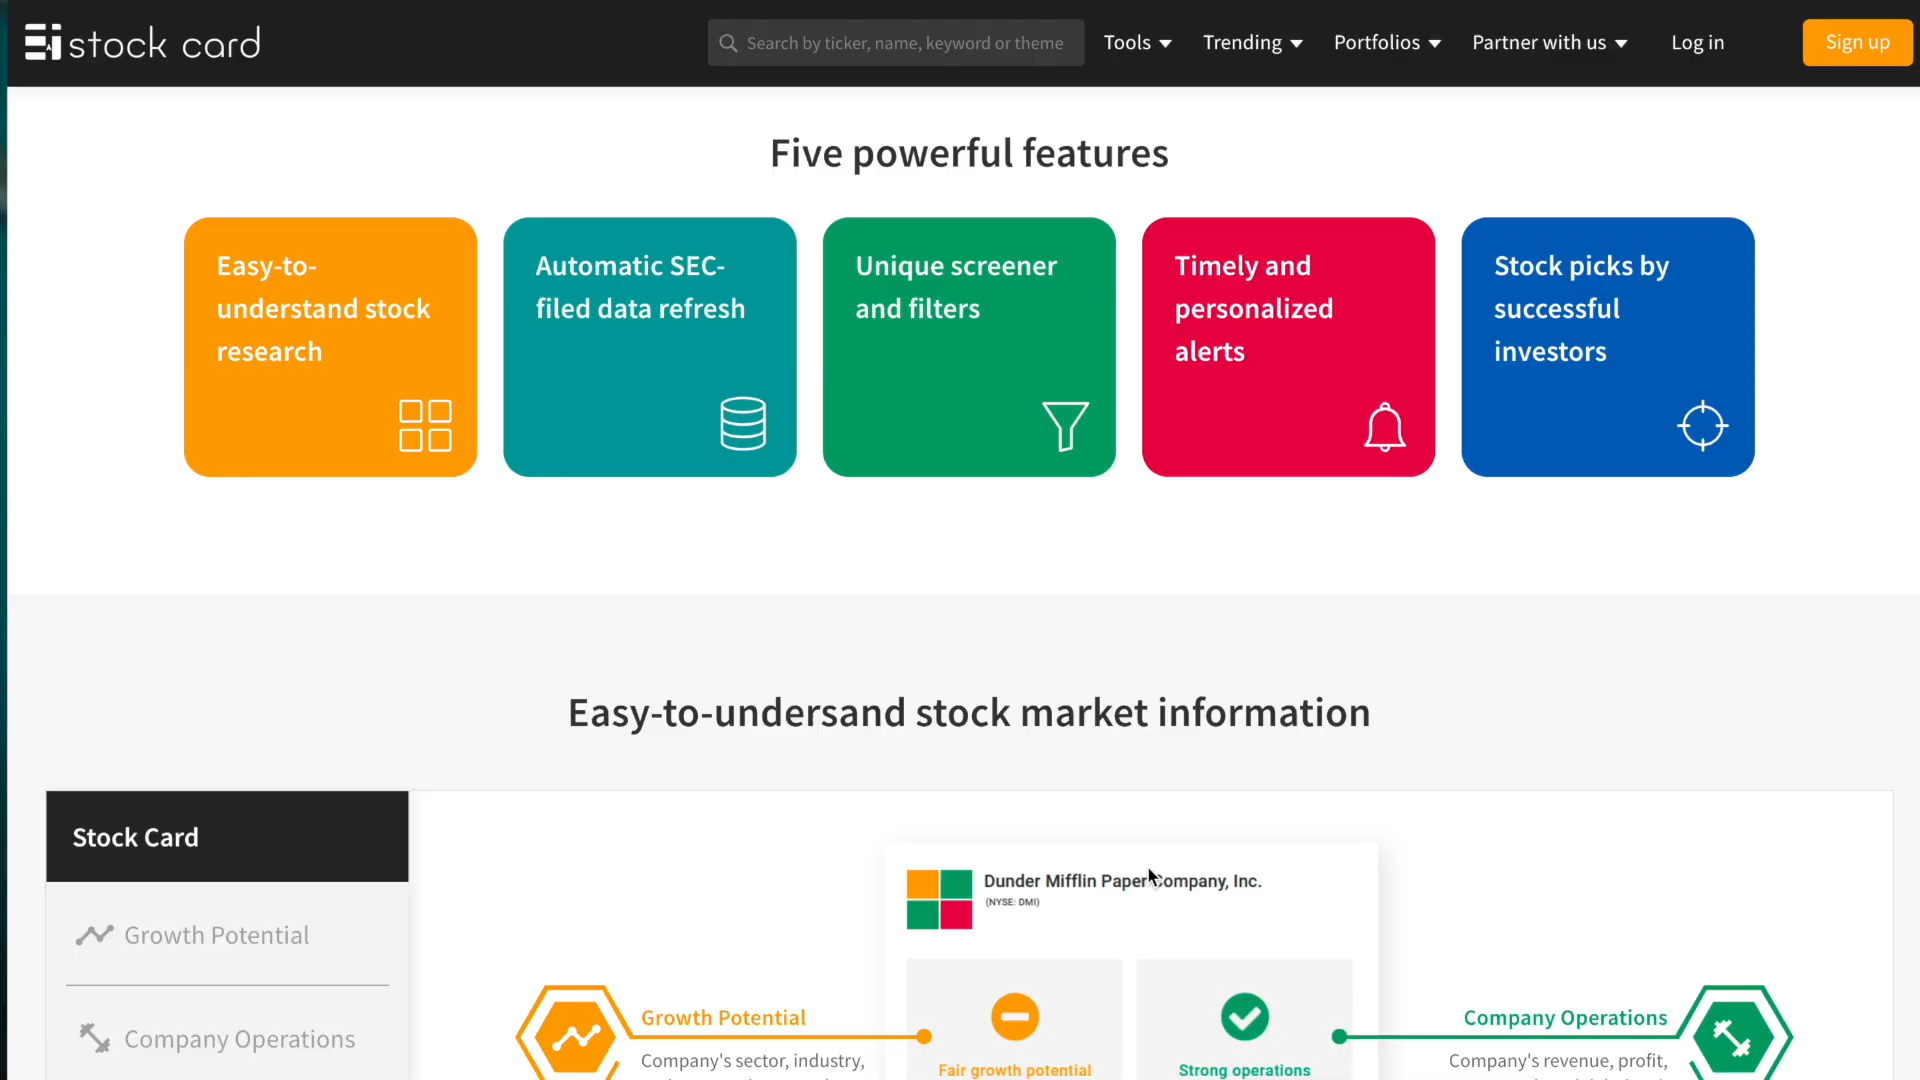 stock card
Search by ticker, name, keyword or theme
Tools
Trending
Portfolios
Partner with us
Log in
Sign up
Five powerful features
Easy-to-
understand stock
research
Automatic SEC-
filed data refresh
Unique screener
and filters
Timely and
personalized
alerts
Stock picks by
successful
investors
Easy-to-undersand stock market information
Stock Card
Growth Potential
Company Operations
Dunder Mifflin Paper Company, Inc.
(NYSE: DMI)
Growth Potential
Company's sector, industry,
Fair growth potential
Strong operations
Company Operations
Company's revenue, profit,